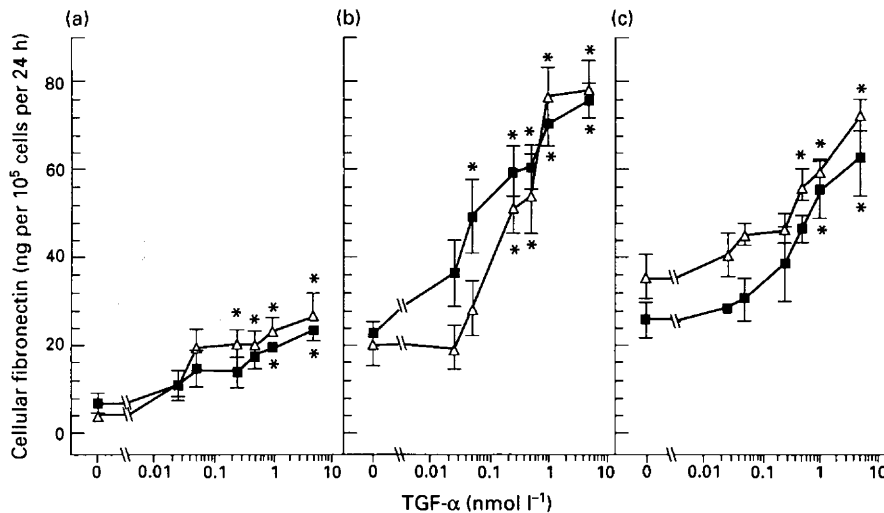 (a)
(b)
(c)
Cellular fibronectin (ng per 10⁵ cells per 24 h)
80
60
40
20
0
* * * *
* *
* * * * *
* * * *
* * *
* *
0 0.01 0.1 1 10
0 0.01 0.1 1 10
0 0.01 0.1 1 10
TGF-α (nmol l⁻¹)